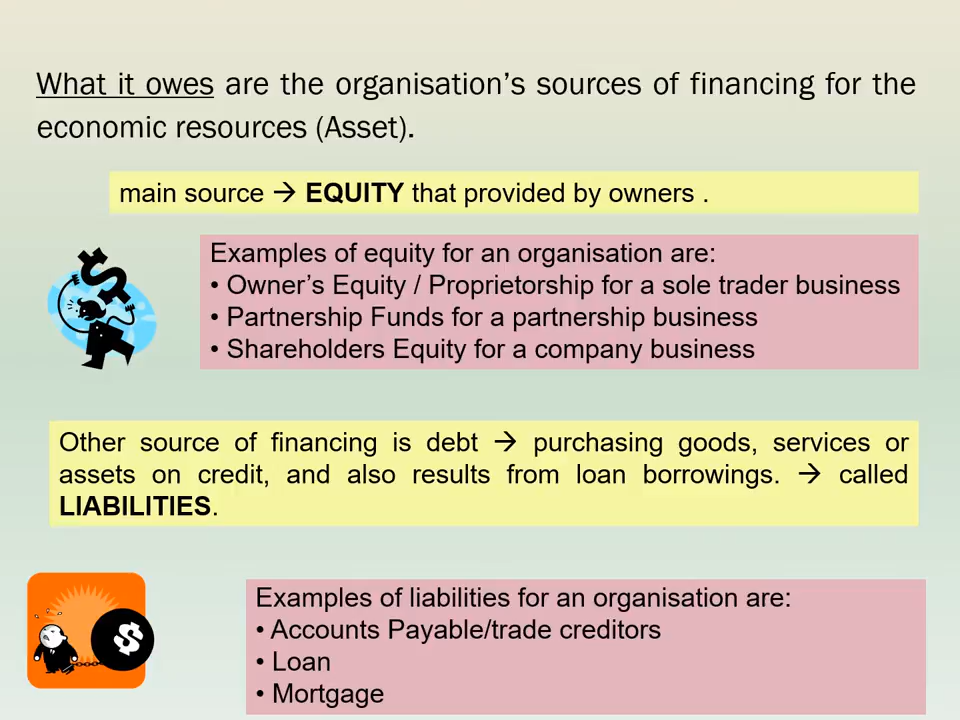 What it owes are the organisation’s sources of financing for the
economic resources (Asset).
main source → EQUITY that provided by owners .
Examples of equity for an organisation are:
• Owner’s Equity / Proprietorship for a sole trader business
• Partnership Funds for a partnership business
• Shareholders Equity for a company business
Other source of financing is debt → purchasing goods, services or
assets on credit, and also results from loan borrowings. → called
LIABILITIES.
Examples of liabilities for an organisation are:
• Accounts Payable/trade creditors
• Loan
• Mortgage